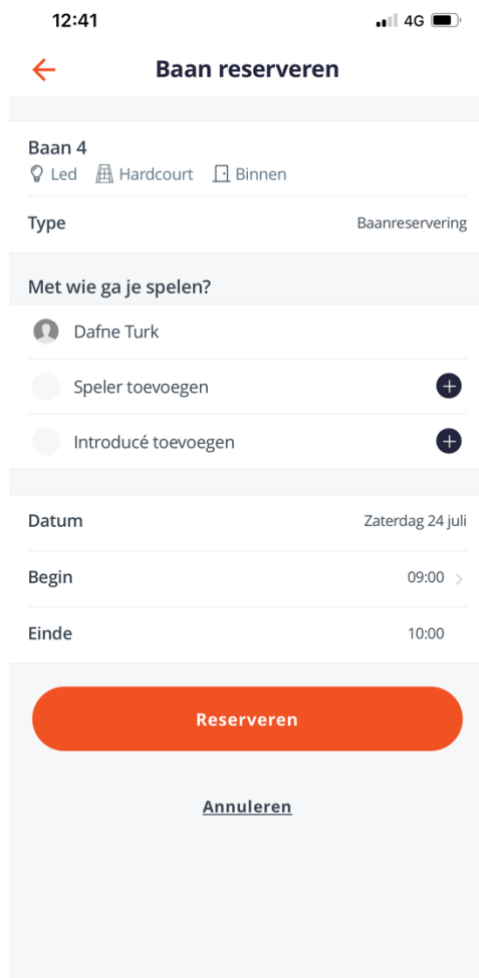 12:41
4G
Baan reserveren
Baan 4
Led Hardcourt Binnen
Type Baanreservering
Met wie ga je spelen?
Dafne Turk
Speler toevoegen
Introducé toevoegen
Datum Zaterdag 24 juli
Begin 09:00
Einde 10:00
Reserveren
Annuleren